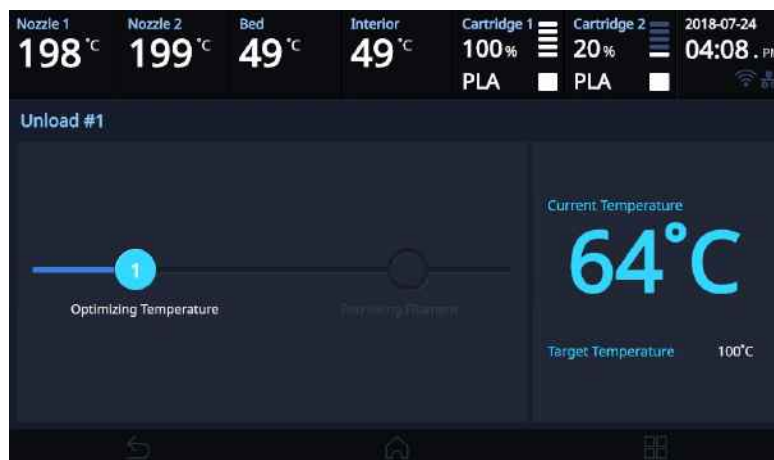 Nozzle 1
198°C
Nozzle 2
199°C
Bed
49°C
Interior
49°C
Cartridge 1
100%
PLA
Cartridge 2
20%
PLA
2018-07-24
04:08. PM
Unload #1
1
Optimizing Temperature
Current Temperature
64°C
Target Temperature 100°C